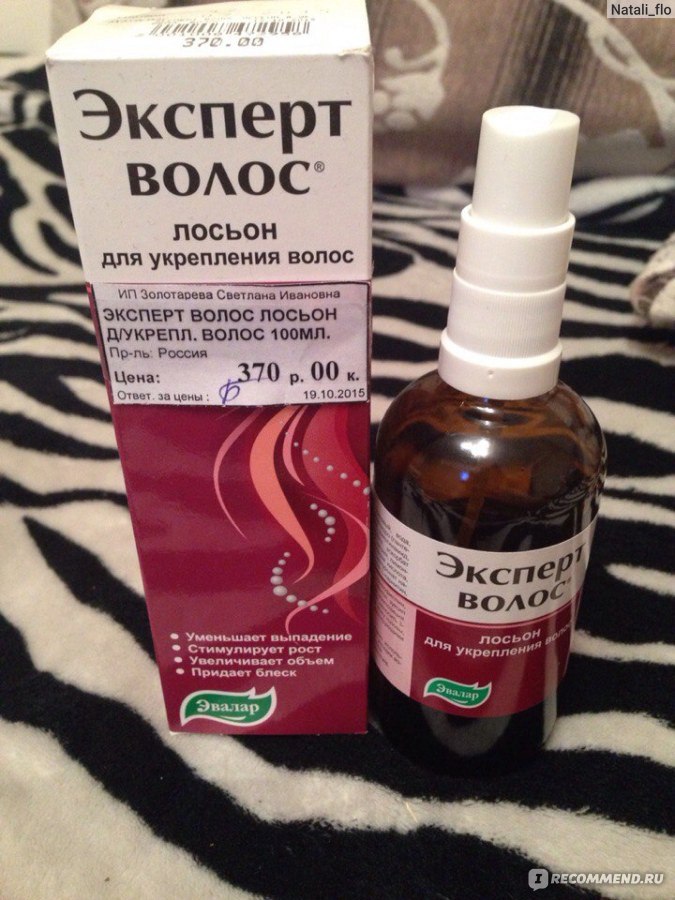 Natali_flo
370.00
Эксперт
волос®
лосьон
для укрепления волос
ИП Золотарева Светлана Ивановна
ЭКСПЕРТ ВОЛОС ЛОСЬОН
Д/УКРЕПЛ. ВОЛОС 100МЛ.
Пр-ль: Россия
Цена: 370 р. 00 к.
Ответ. за цены : 19.10.2015
• Уменьшает выпадение
• Стимулирует рост
• Увеличивает объем
• Придает блеск
Эвалар
Эксперт
волос®
лосьон
для укрепления волос
Эвалар
IRECOMMEND.RU